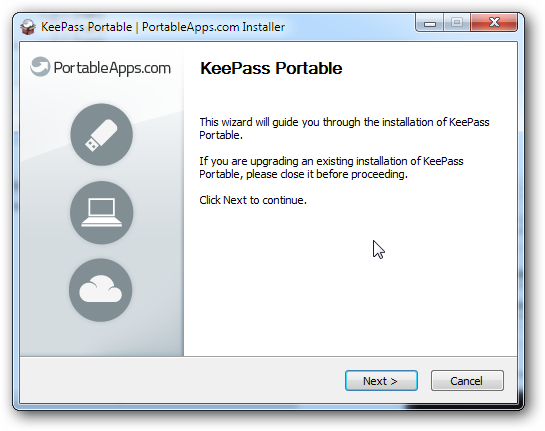 KeePass Portable | PortableApps.com Installer
PortableApps.com
KeePass Portable
This wizard will guide you through the installation of KeePass
Portable.
If you are upgrading an existing installation of KeePass
Portable, please close it before proceeding.
Click Next to continue.
Next >
Cancel